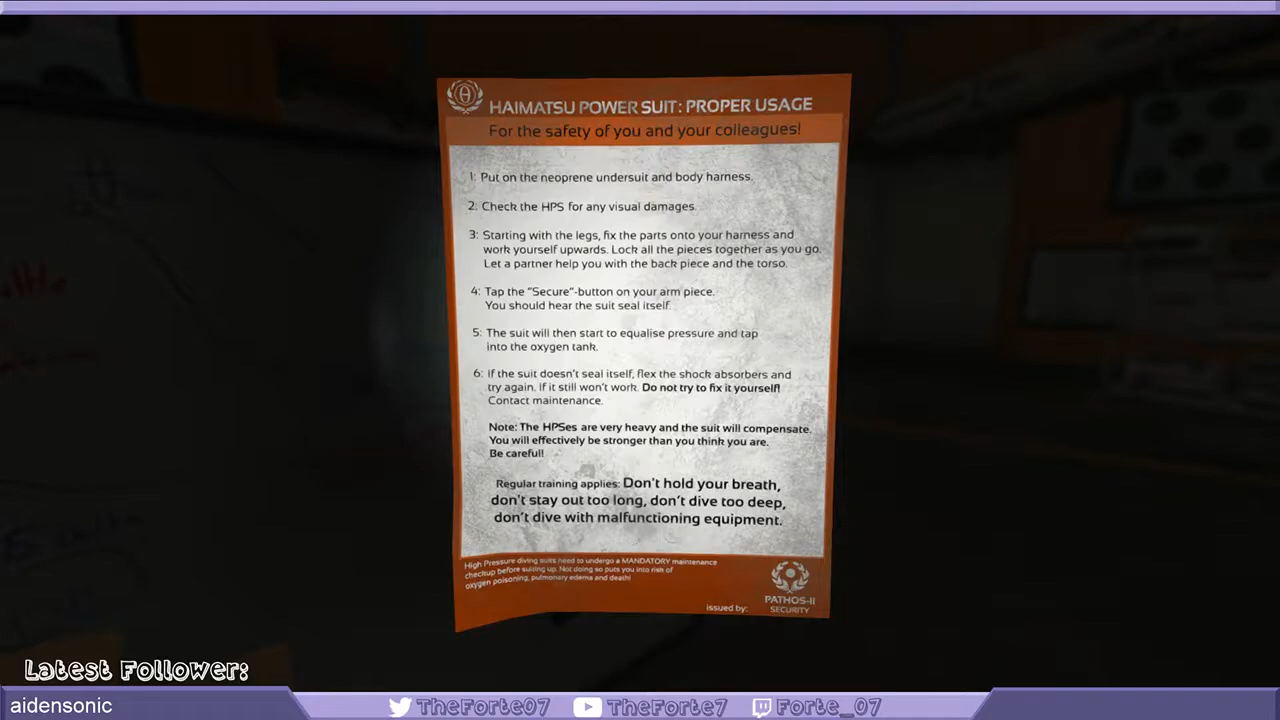 HAIMATSU POWER SUIT: PROPER USAGE
For the safety of you and your colleagues!
1: Put on the neoprene undersuit and body harness.
2: Check the HPS for any visual damages.
3: Starting with the legs, fix the parts onto your harness and
work yourself upwards. Lock all the pieces together as you go.
Let a partner help you with the back piece and the torso.
4: Tap the "Secure"-button on your arm piece.
You should hear the suit seal itself.
5: The suit will then start to equalise pressure and tap
into the oxygen tank.
6: If the suit doesn't seal itself, flex the shock absorbers and
try again. If it still won't work. Do not try to fix it yourself!
Contact maintenance.
Note: The HPSes are very heavy and the suit will compensate.
You will effectively be stronger than you think you are.
Be careful!
Regular training applies: Don't hold your breath,
don't stay out too long, don't dive too deep,
don't dive with malfunctioning equipment.
High Pressure diving suits need to undergo a MANDATORY maintenance
checkup before suiting up. Not doing so puts you into risk of
oxygen poisoning, pulmonary edema and death!
issued by:
PATHOS-II
SECURITY
Latest Follower:
aidensonic
TheForte07
TheForte7
Forte_07